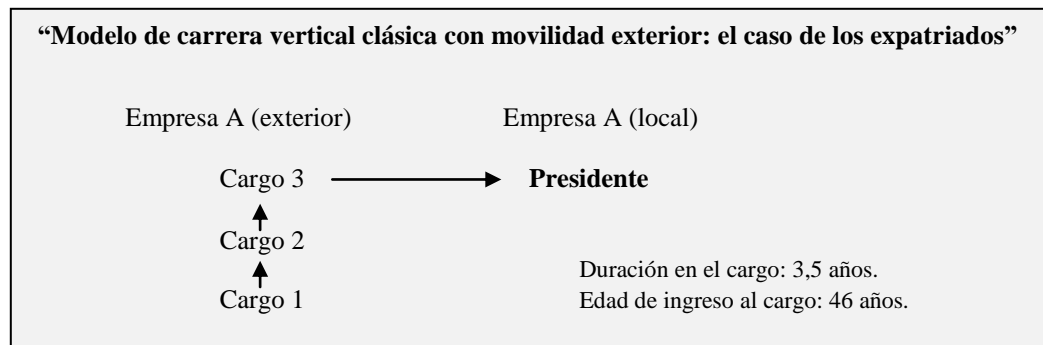 “Modelo de carrera vertical clásica con movilidad exterior: el caso de los expatriados”
Empresa A (exterior) Empresa A (local)
Cargo 3 Presidente
Cargo 2
Duración en el cargo: 3,5 años.
Cargo 1 Edad de ingreso al cargo: 46 años.